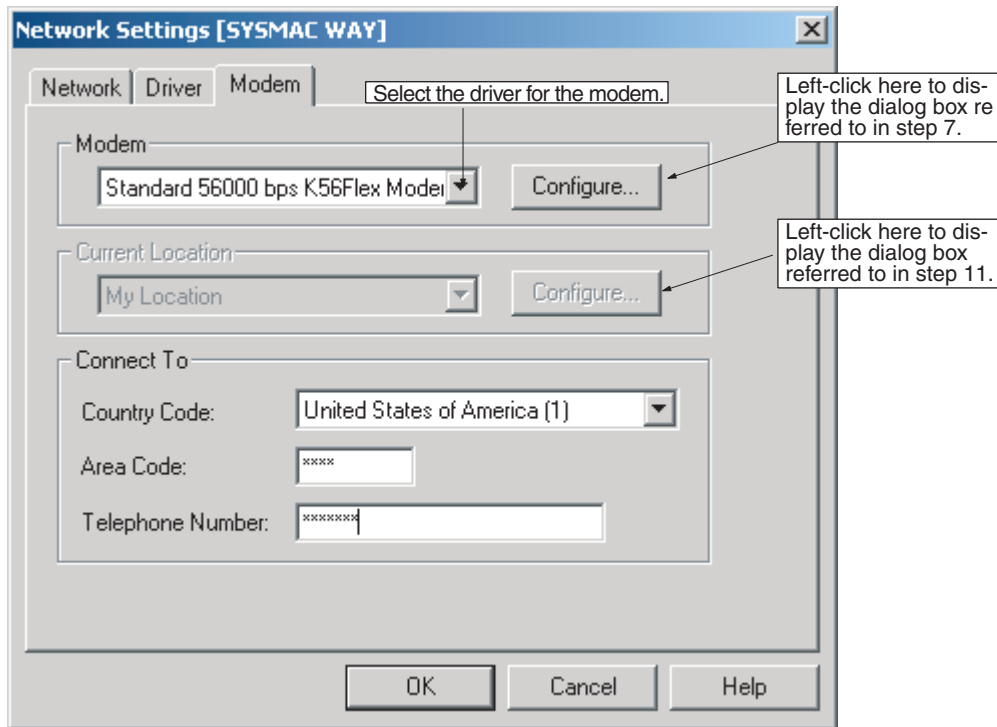 Network Settings [SYSMAC WAY]
Network
Driver
Modem
Select the driver for the modem.
Left-click here to dis-
play the dialog box re
ferred to in step 7.
Modem
Standard 56000 bps K56Flex Moder
Configure...
Left-click here to dis-
play the dialog box
referred to in step 11.
Current Location
My Location
Configure...
Connect To
Country Code:
United States of America (1)
Area Code:
****
Telephone Number:
*******
OK
Cancel
Help